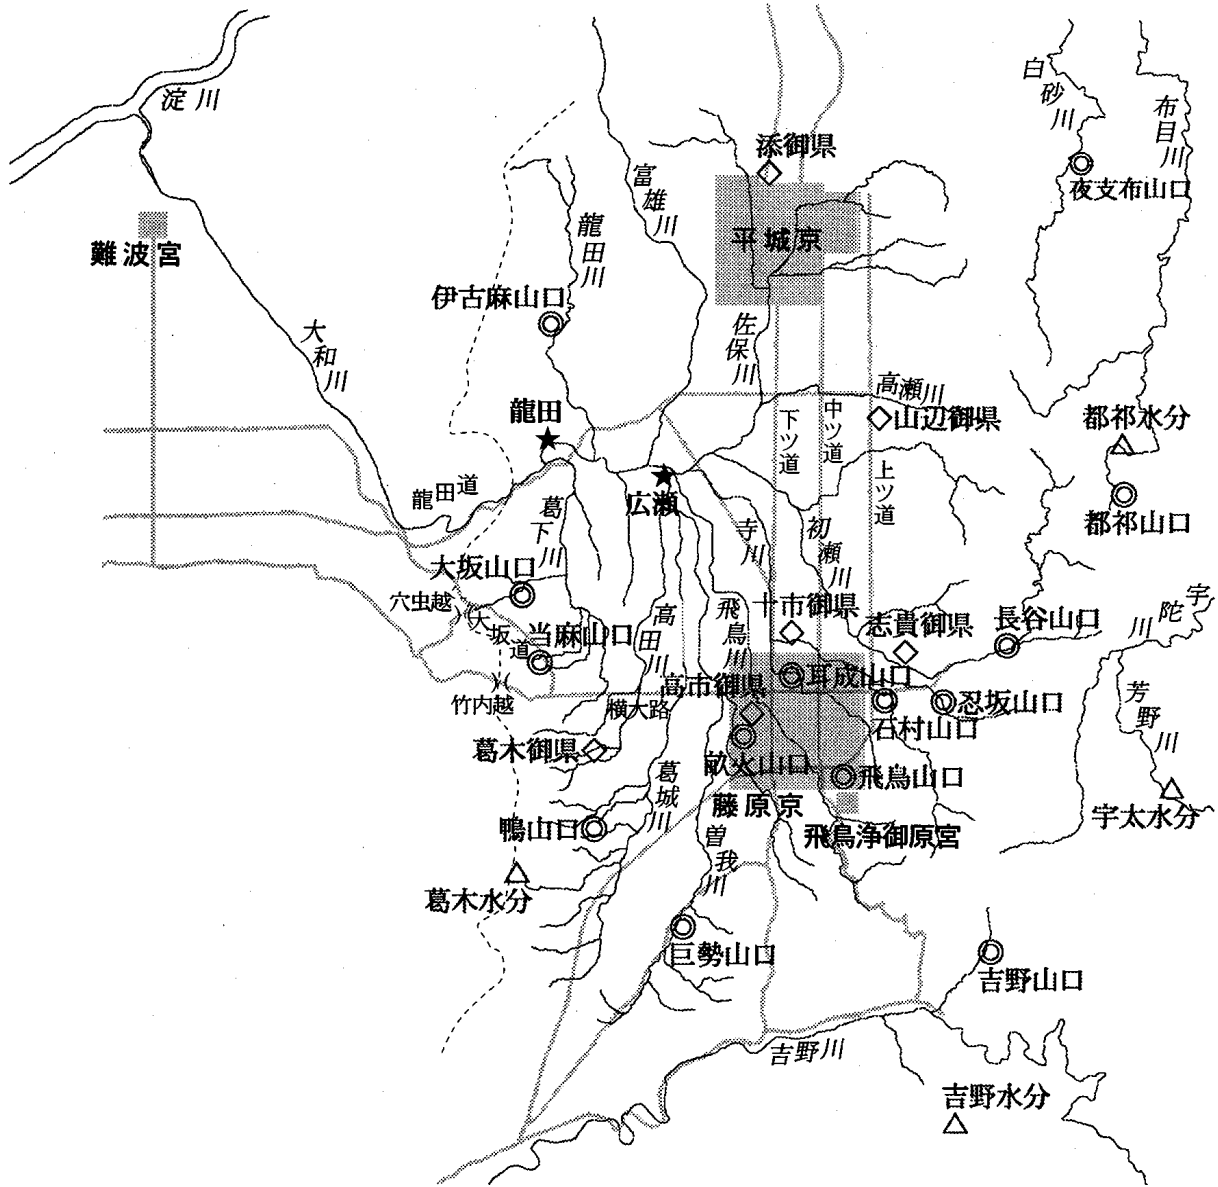 淀川
白砂川
布目川
添御県
夜支布山口
富雄川
龍田川
難波宮
平城京
伊古麻山口
佐保川
大和川
高瀬川
龍田
下ツ道
中ツ道
山辺御県
都祁水分
龍田道
葛下川
広瀬
寺川
初瀬川
上ツ道
都祁山口
大坂山口
穴虫越
大坂道
当麻山口
高田川
飛鳥川
十市御県
志貴御県
長谷山口
宇陀川
竹内越
横大路
高市御県
耳成山口
石村山口
忍坂山口
芳野川
葛木御県
畝火山口
飛鳥山口
葛城川
藤原京
飛鳥浄御原宮
宇太水分
鴨山口
曽我川
葛木水分
巨勢山口
吉野山口
吉野川
吉野水分